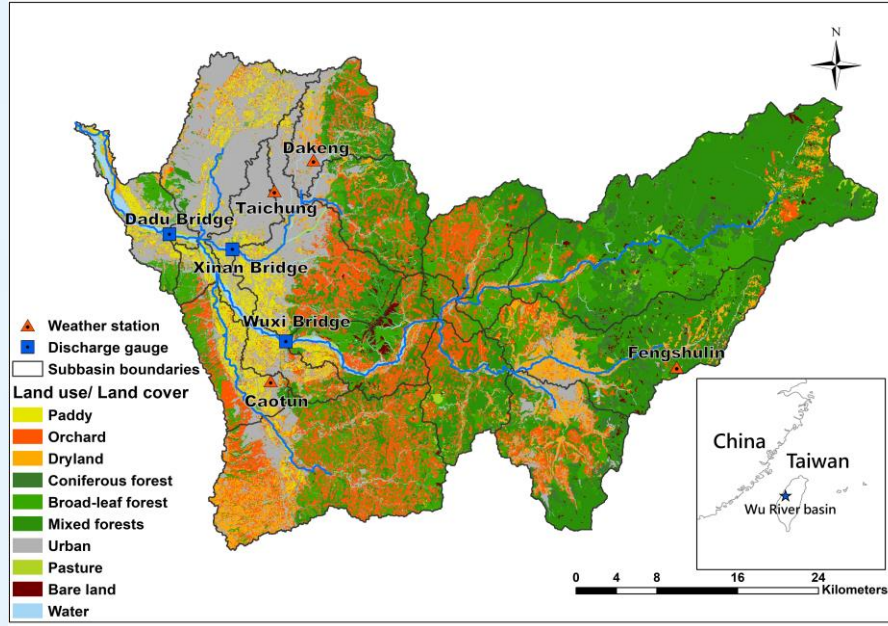 N
Dakeng
Taichung
Dadu Bridge
Xinan Bridge
Wuxi Bridge
Fengshulin
Caotun
Weather station
Discharge gauge
Subbasin boundaries
Land use/ Land cover
Paddy
Orchard
Dryland
Coniferous forest
Broad-leaf forest
Mixed forests
Urban
Pasture
Bare land
Water
China
Taiwan
Wu River basin
0 4 8 16 24
Kilometers